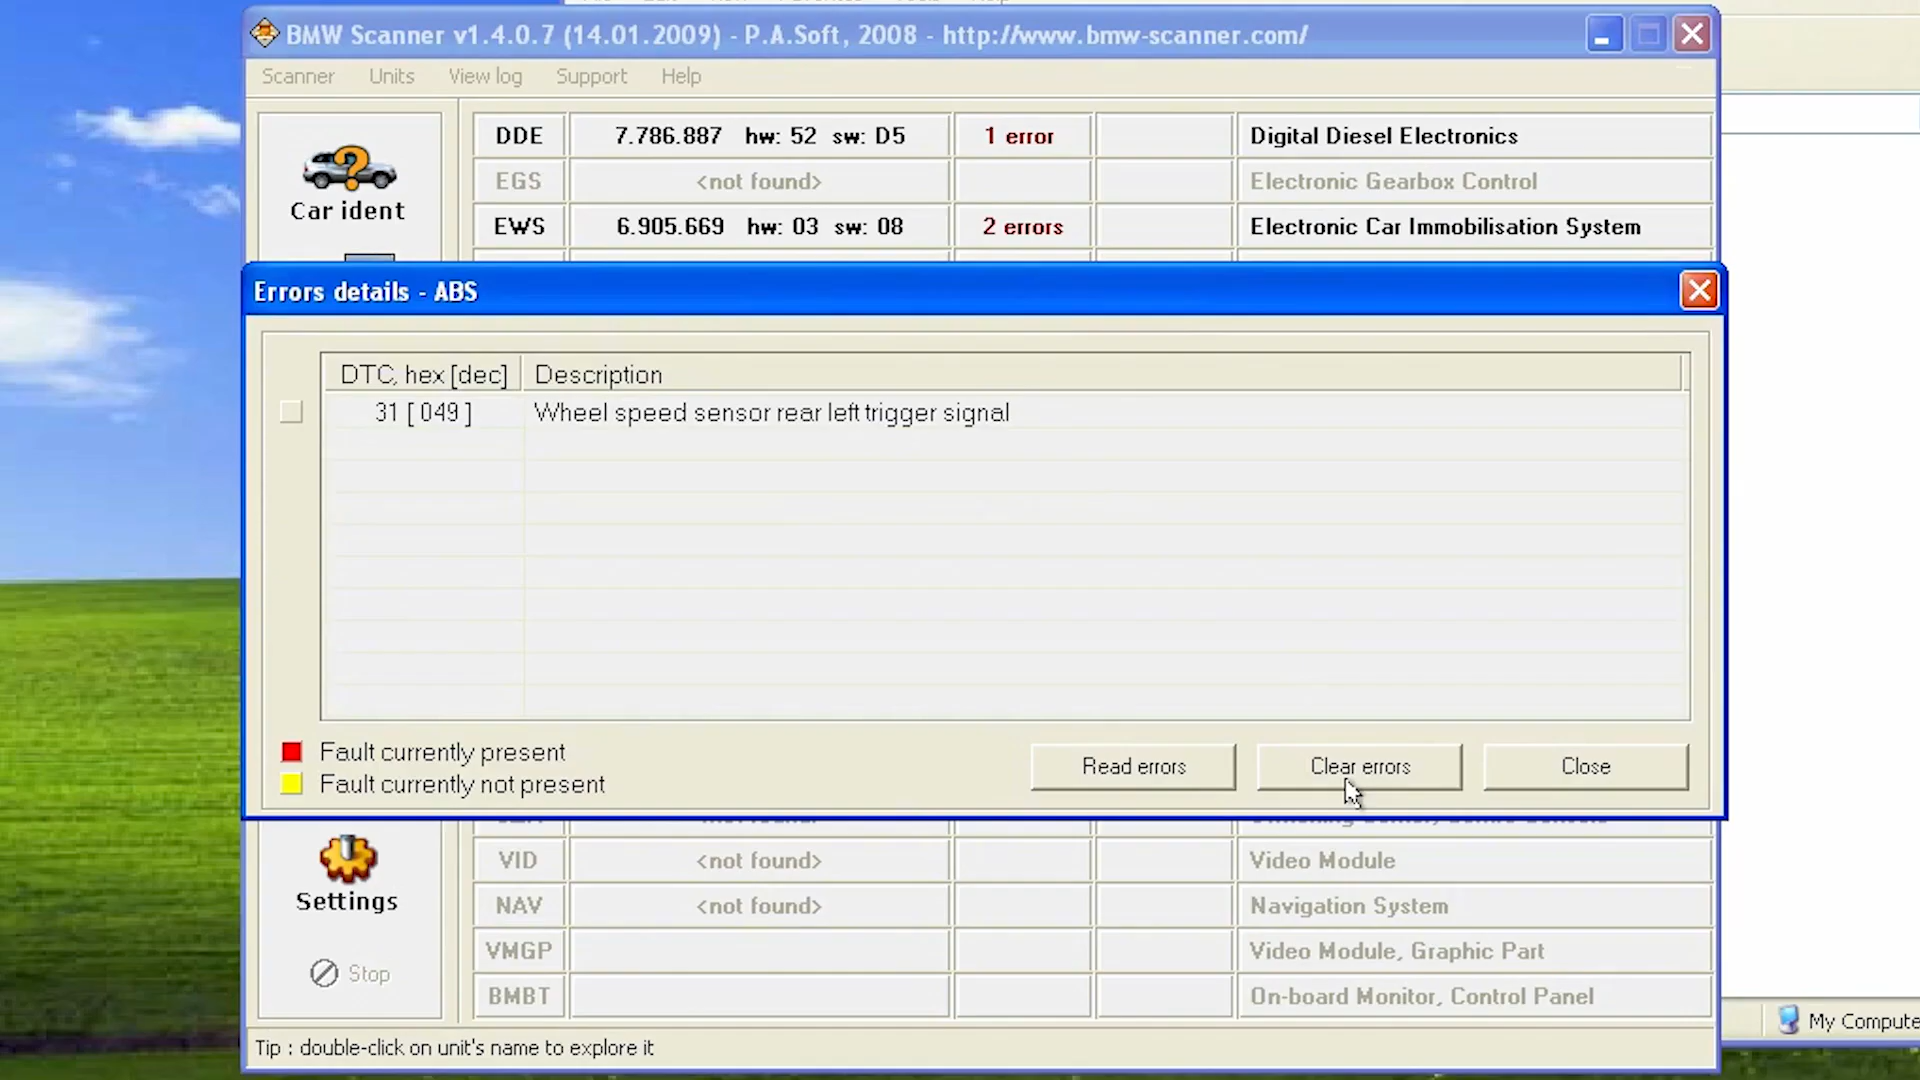 BMW Scanner v1.4.0.7 (14.01.2009) - P.A.Soft, 2008 - http://www.bmw-scanner.com/
Scanner Units View log Support Help
Car ident
DDE 7.786.887 hw: 52 sw: D5 1 error Digital Diesel Electronics
EGS <not found> Electronic Gearbox Control
EWS 6.905.669 hw: 03 sw: 08 2 errors Electronic Car Immobilisation System
Errors details - ABS
DTC, hex [dec] Description
31 [ 049 ] Wheel speed sensor rear left trigger signal
Fault currently present
Fault currently not present
Read errors Clear errors Close
Settings
Stop
VID <not found> Video Module
NAV <not found> Navigation System
VMGP Video Module, Graphic Part
BMBT On-board Monitor, Control Panel
Tip : double-click on unit's name to explore it
My Compute